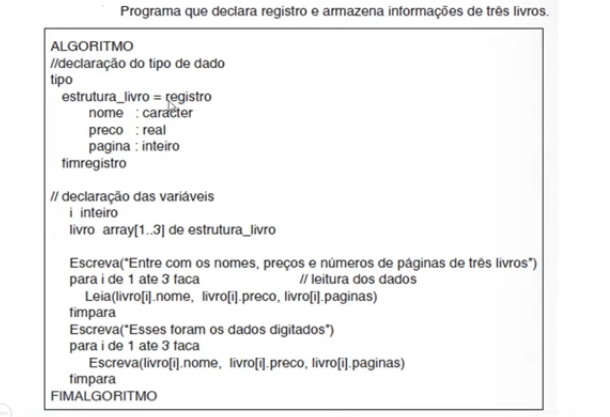 Programa que declara registro e armazena informações de três livros.
ALGORITMO
//declaração do tipo de dado
tipo
estrutura_livro = registro
nome : caracter
preco : real
pagina : inteiro
fimregistro
// declaração das variáveis
i inteiro
livro array[1..3] de estrutura_livro
Escreva("Entre com os nomes, preços e números de páginas de três livros")
para i de 1 ate 3 faca // leitura dos dados
Leia(livro[i].nome, livro[i].preco, livro[i].paginas)
fimpara
Escreva("Esses foram os dados digitados")
para i de 1 ate 3 faca
Escreva(livro[i].nome, livro[i].preco, livro[i].paginas)
fimpara
FIMALGORITMO